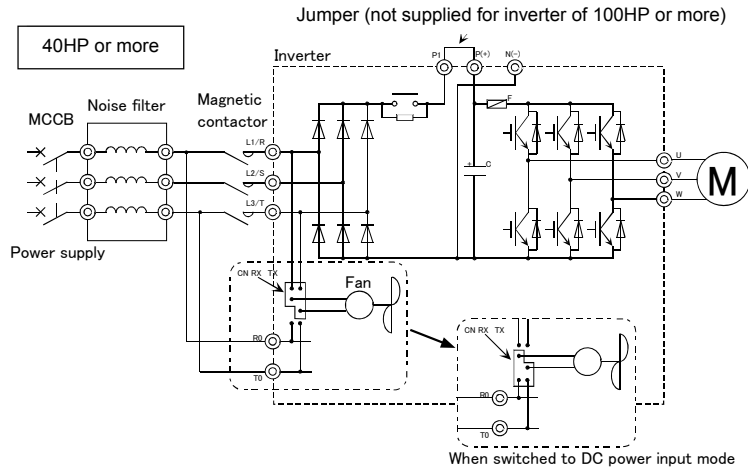 Jumper (not supplied for inverter of 100HP or more)
40HP or more
Inverter
P1
P(+)
N(-)
MCCB
Noise filter
Magnetic
contactor
F
L1/R
L2/S
L3/T
+
C
U
V
W
M
Power supply
CN RX TX
Fan
R0
T0
CN RX TX
R0
T0
When switched to DC power input mode